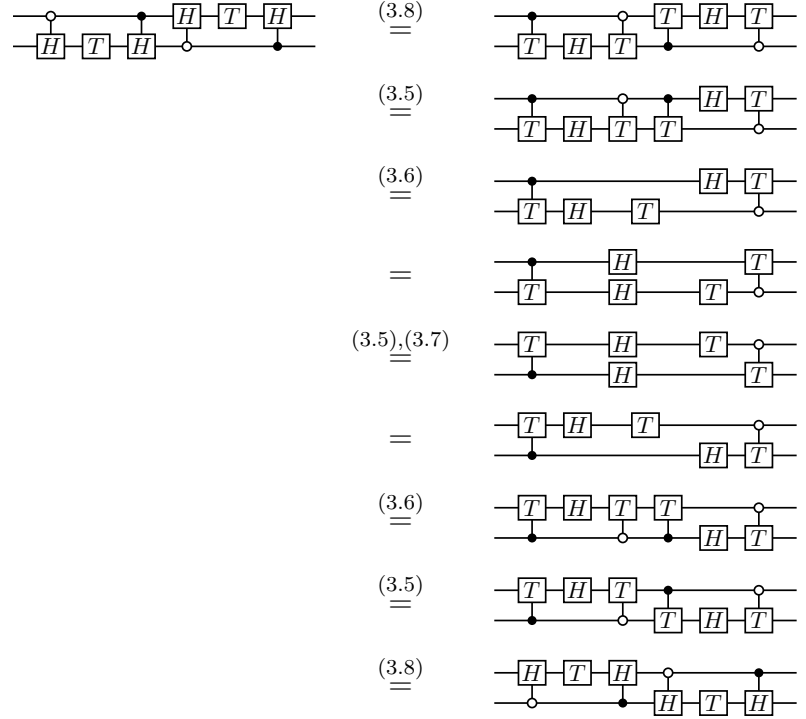 H T H H T H (3.8) = T H T T H T
(3.5) = T H T T H T
(3.6) = T H T H T
= T H H T T
(3.5),(3.7) = T H H T T
= T H T H T
(3.6) = T H T T H T
(3.5) = T H T T H T
(3.8) = H T H H T H